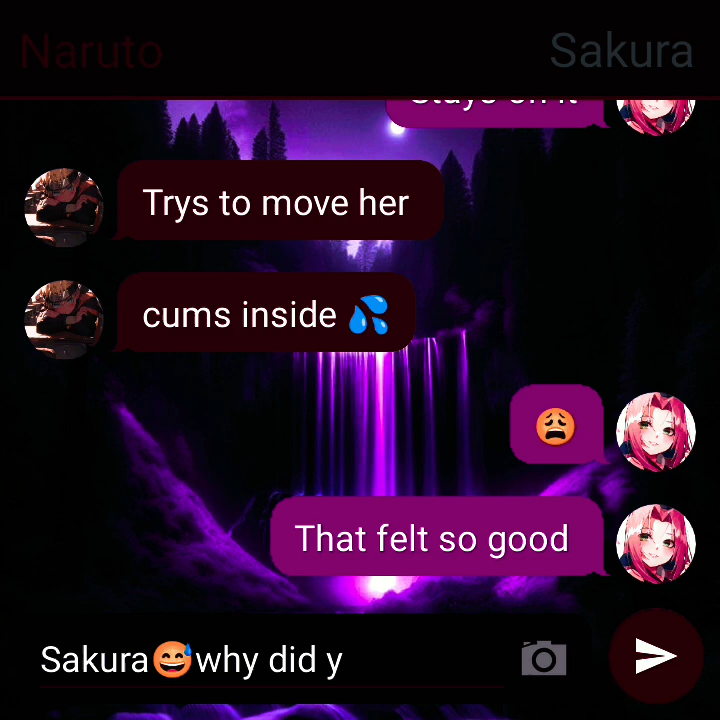 Naruto
Sakura
Trys to move her
cums inside 💦
😩
That felt so good
Sakura😅why did y